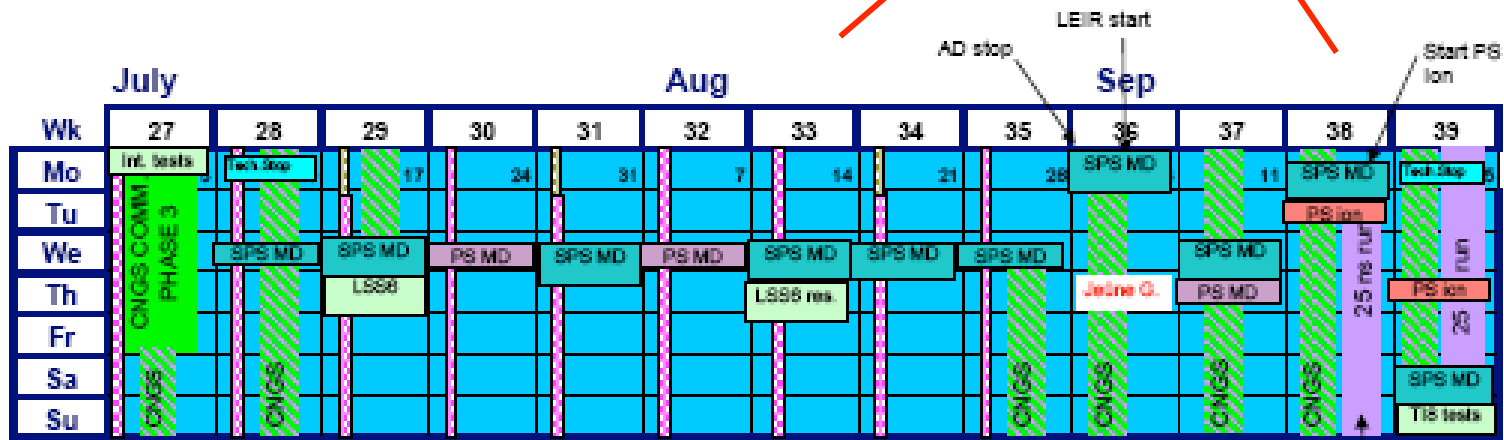 LEIR start
AD stop
Start PS
Ion
July Aug Sep
Wk 27 28 29 30 31 32 33 34 35 36 37 38 39
Mo Int. tests Tech Stop 17 24 31 7 14 21 28 SPS MD 11 SPS MD Tech Stop
Tu PS ion
We SPS MD SPS MD PS MD SPS MD PS MD SPS MD SPS MD SPS MD SPS MD
Th LSS6 LSS6 res. Jeûne G. PS MD PS ion
Fr
Sa SPS MD
Su TI8 tests
CNGS COMM
PHASE 3
CNGS
CNGS
CNGS
CNGS
CNGS
CNGS
25 ns run
25 run